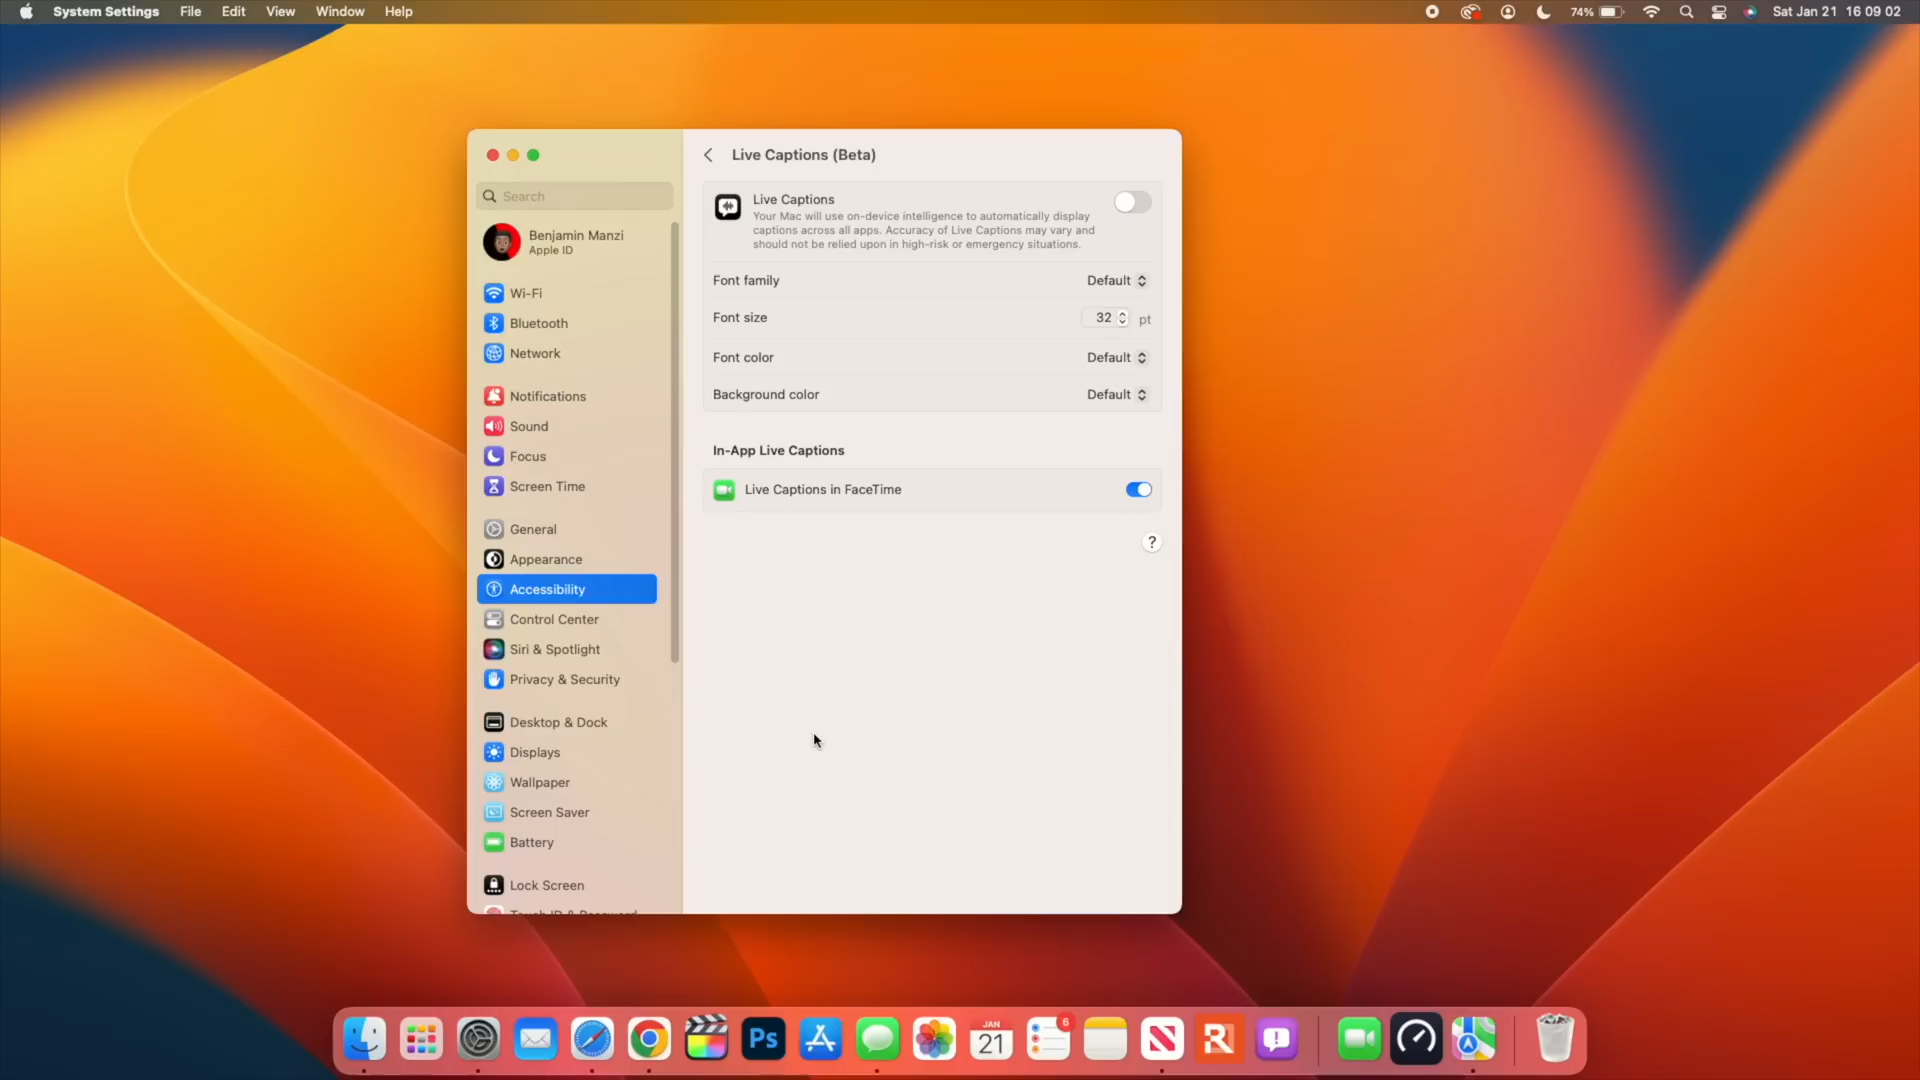 System Settings File Edit View Window Help
74% Sat Jan 21 16 09 02
Live Captions (Beta)
Search
Benjamin Manzi
Apple ID
Wi-Fi
Bluetooth
Network
Notifications
Sound
Focus
Screen Time
General
Appearance
Accessibility
Control Center
Siri & Spotlight
Privacy & Security
Desktop & Dock
Displays
Wallpaper
Screen Saver
Battery
Lock Screen
Touch ID & Password
Live Captions
Your Mac will use on-device intelligence to automatically display
captions across all apps. Accuracy of Live Captions may vary and
should not be relied upon in high-risk or emergency situations.
Font family Default
Font size 32 pt
Font color Default
Background color Default
In-App Live Captions
Live Captions in FaceTime
?
Ps
JAN
21
6